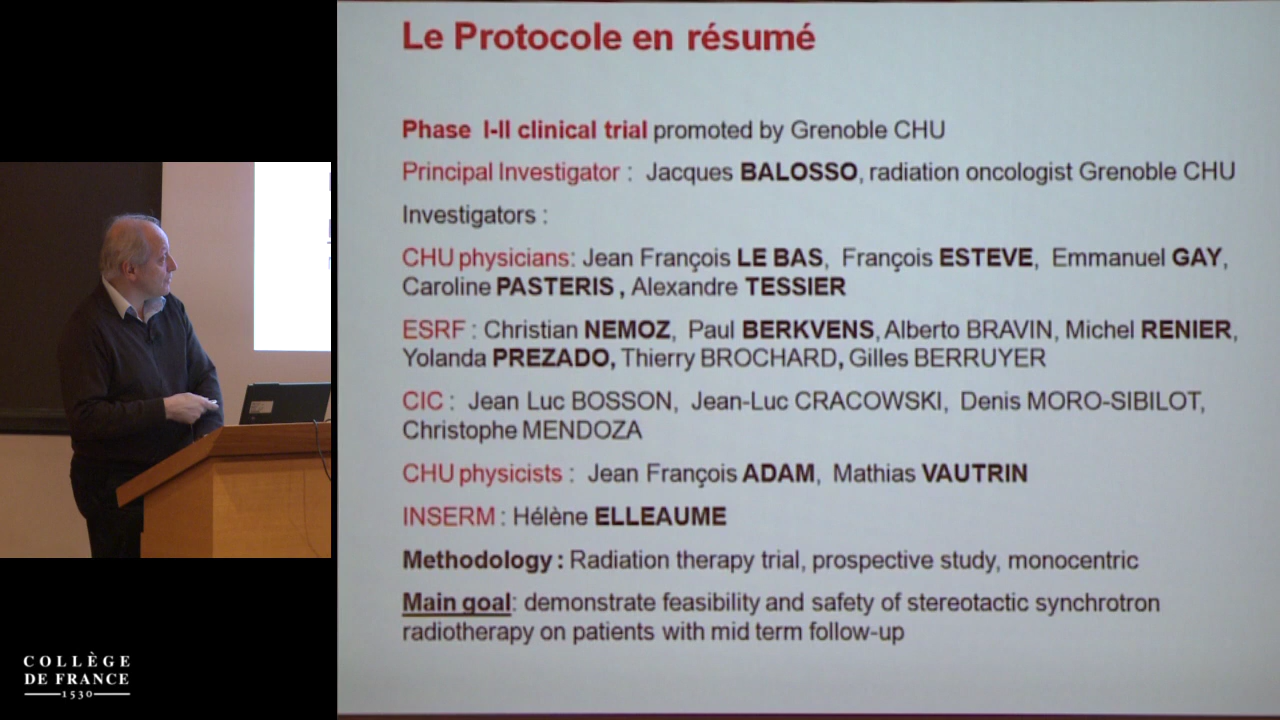 Le Protocole en résumé
Phase I-II clinical trial promoted by Grenoble CHU
Principal Investigator : Jacques BALOSSO, radiation oncologist Grenoble CHU
Investigators :
CHU physicians: Jean François LE BAS, François ESTEVE, Emmanuel GAY,
Caroline PASTERIS , Alexandre TESSIER
ESRF : Christian NEMOZ, Paul BERKVENS, Alberto BRAVIN, Michel RENIER,
Yolanda PREZADO, Thierry BROCHARD, Gilles BERRUYER
CIC : Jean Luc BOSSON, Jean-Luc CRACOWSKI, Denis MORO-SIBILOT,
Christophe MENDOZA
CHU physicists : Jean François ADAM, Mathias VAUTRIN
INSERM : Hélène ELLEAUME
Methodology : Radiation therapy trial, prospective study, monocentric
Main goal: demonstrate feasibility and safety of stereotactic synchrotron
radiotherapy on patients with mid term follow-up
COLLÈGE
DE FRANCE
1530